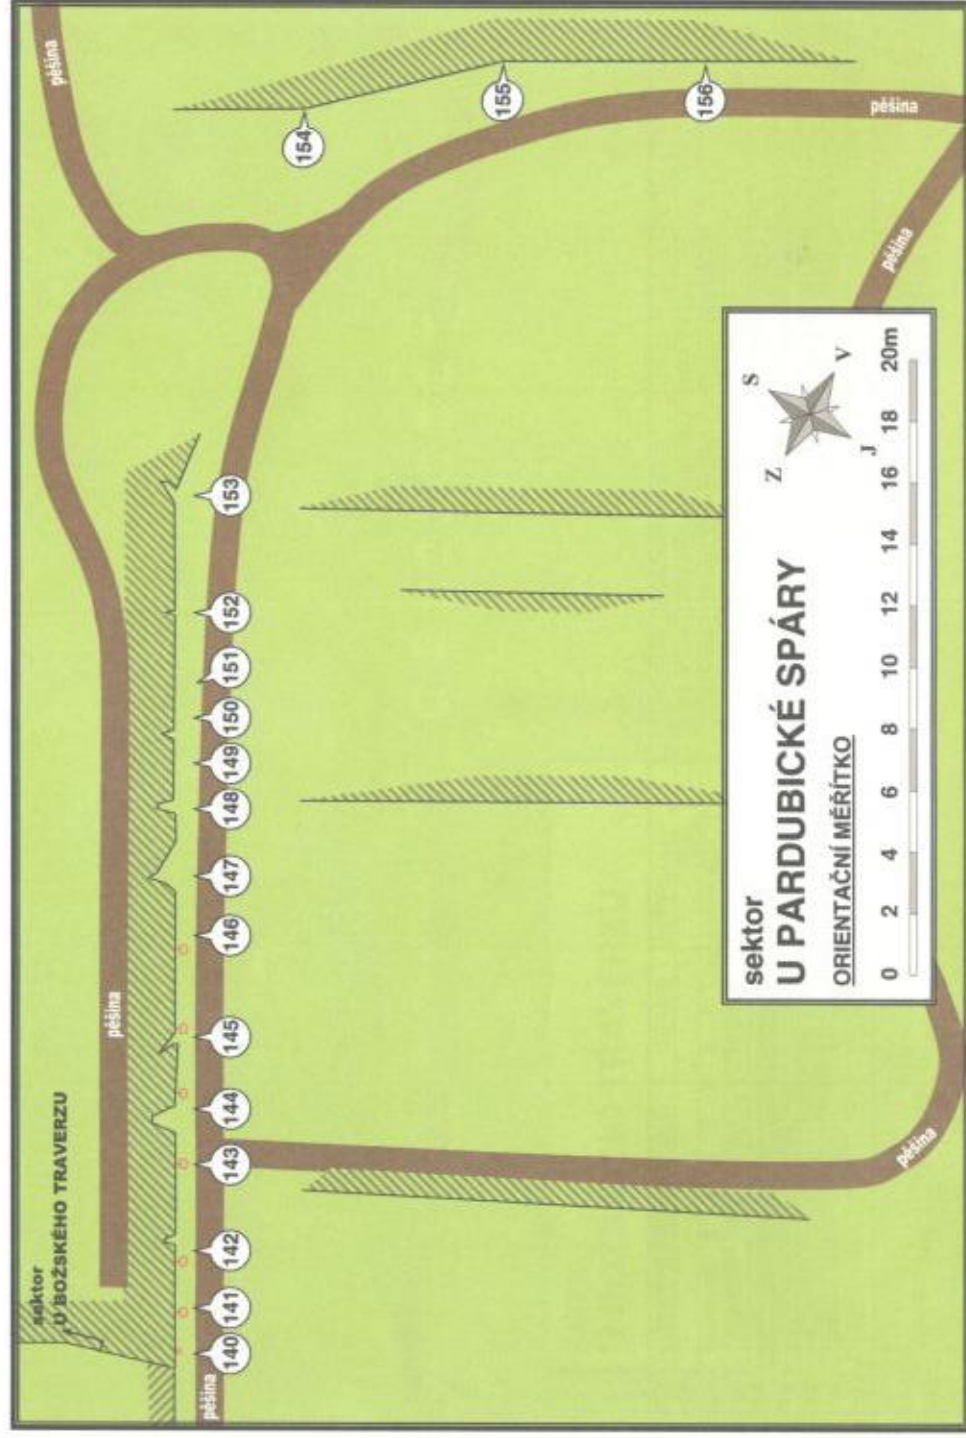 sektor
U BOŽSKÉHO TRAVERZU
pěšina
pěšina
pěšina
140
141
142
143
144
145
146
147
148
149
150
151
152
153
154
155
156
pěšina
pěšina
pěšina
sektor
U PARDUBICKÉ SPÁRY
ORIENTAČNÍ MĚŘÍTKO
S
Z
V
J
0 2 4 6 8 10 12 14 16 18 20m